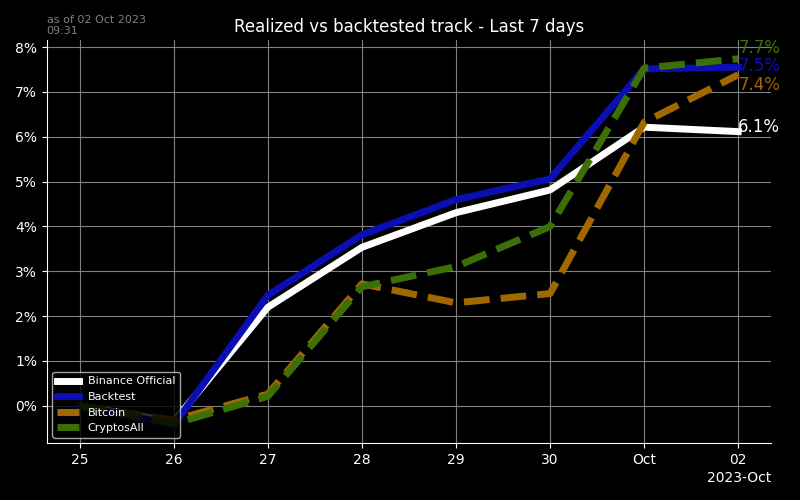 as of 02 Oct 2023
09:31
Realized vs backtested track - Last 7 days
8%
7%
6%
5%
4%
3%
2%
1%
0%
7.7%
7.5%
7.4%
6.1%
Binance Official
Backtest
Bitcoin
CryptosAll
25
26
27
28
29
30
Oct
02
2023-Oct